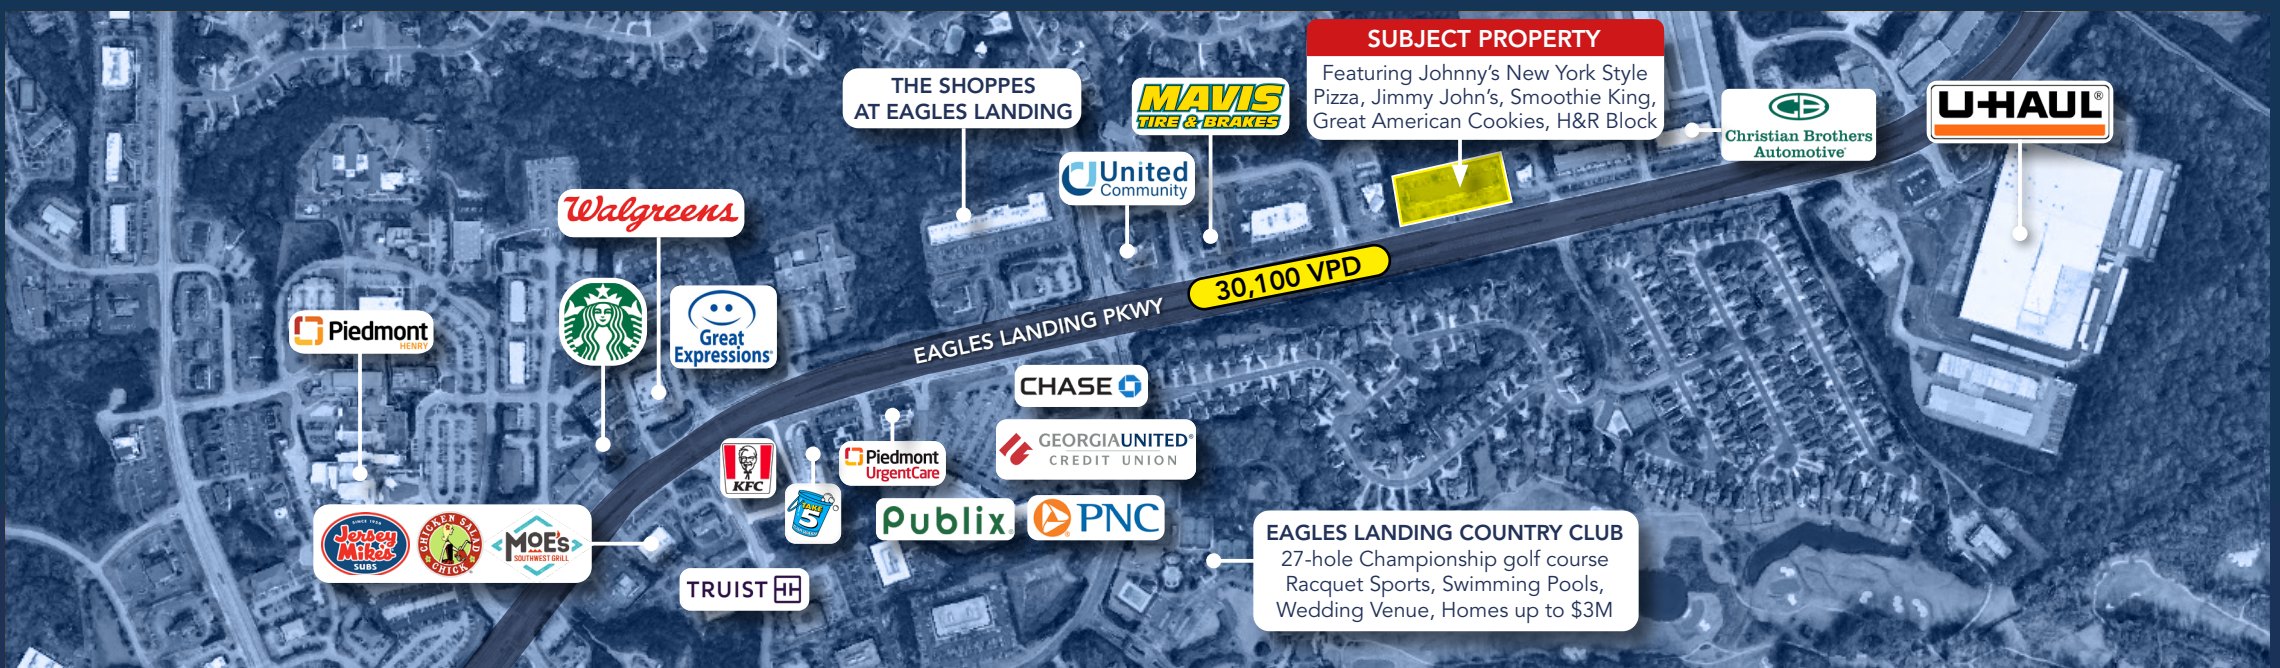 SUBJECT PROPERTY
Featuring Johnny's New York Style
Pizza, Jimmy John's, Smoothie King,
Great American Cookies, H&R Block
THE SHOPPES
AT EAGLES LANDING
MAVIS
TIRE & BRAKES
United
Community
Christian Brothers
Automotive
U-HAUL®
Walgreens
Great
Expressions®
Piedmont
HENRY
30,100 VPD
EAGLES LANDING PKWY
CHASE
GEORGIAUNITED®
CREDIT UNION
KFC
TAKE
5
Piedmont
UrgentCare
Publix.
PNC
SINCE 1956
Jersey
Mike's
SUBS
CHICKEN SALAD
CHICK
MOE's
SOUTHWEST GRILL
TRUIST
EAGLES LANDING COUNTRY CLUB
27-hole Championship golf course
Racquet Sports, Swimming Pools,
Wedding Venue, Homes up to $3M